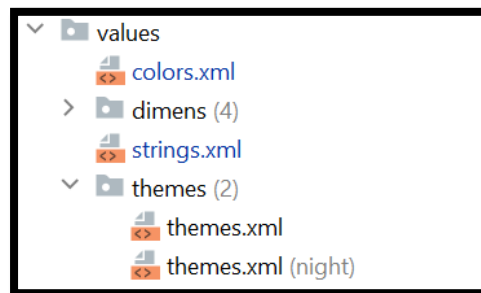 values
colors.xml
dimens (4)
strings.xml
themes (2)
themes.xml
themes.xml (night)